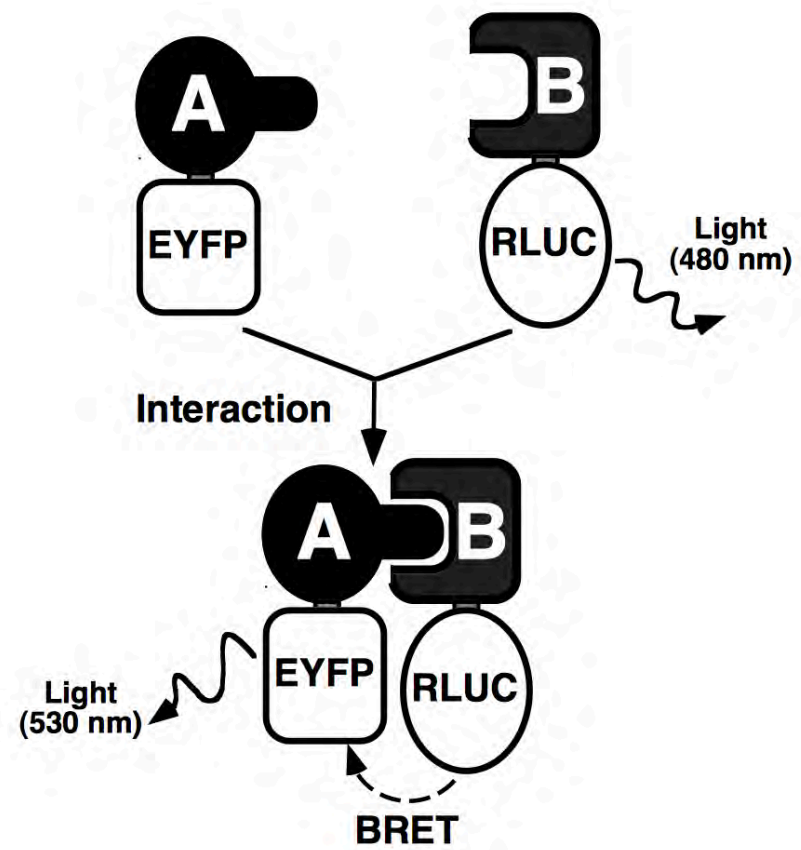 A
B
EYFP
RLUC
Light
(480 nm)
Interaction
A
B
EYFP
RLUC
Light
(530 nm)
BRET